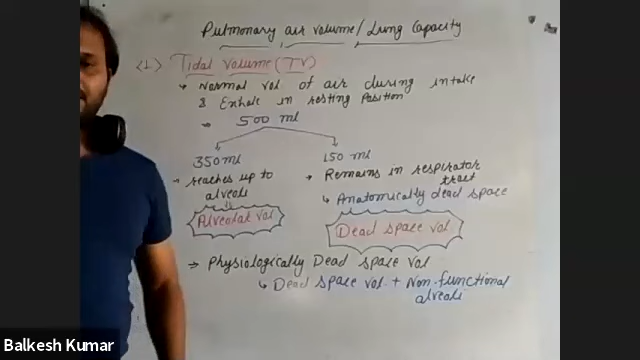 Pulmonary air volume/Lung Capacity
(1) Tidal volume (TV)
Normal vol. of air during intake
& Exhale in resting Position
500 ml
350 ml
150 ml
reaches up to
alveoli
Alveolar vol
Remains in respirator
tract
Anatomically dead space
Dead space vol
Physiologically Dead space vol
Dead space vol. + Non-functional
alveoli
Balkesh Kumar